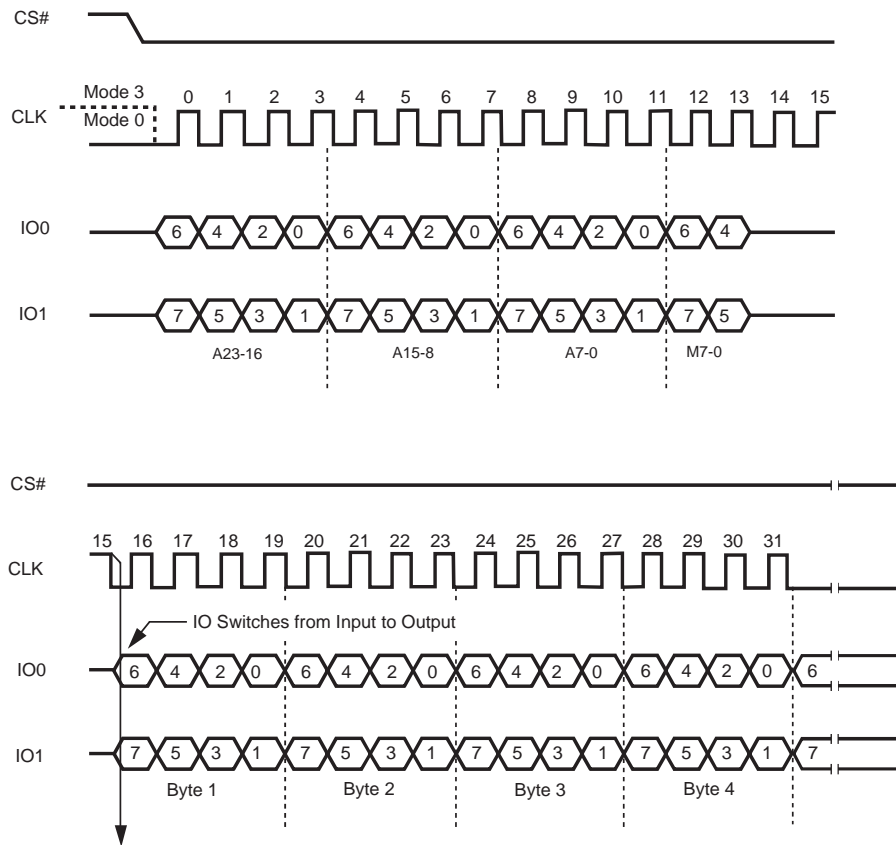 CS#
Mode 3
CLK
Mode 0
0 1 2 3 4 5 6 7 8 9 10 11 12 13 14 15
IO0
6 4 2 0 6 4 2 0 6 4 2 0 6 4
IO1
7 5 3 1 7 5 3 1 7 5 3 1 7 5
A23-16 A15-8 A7-0 M7-0
CS#
15 16 17 18 19 20 21 22 23 24 25 26 27 28 29 30 31
CLK
IO Switches from Input to Output
IO0
6 4 2 0 6 4 2 0 6 4 2 0 6 4 2 0 6
IO1
7 5 3 1 7 5 3 1 7 5 3 1 7 5 3 1 7
Byte 1 Byte 2 Byte 3 Byte 4